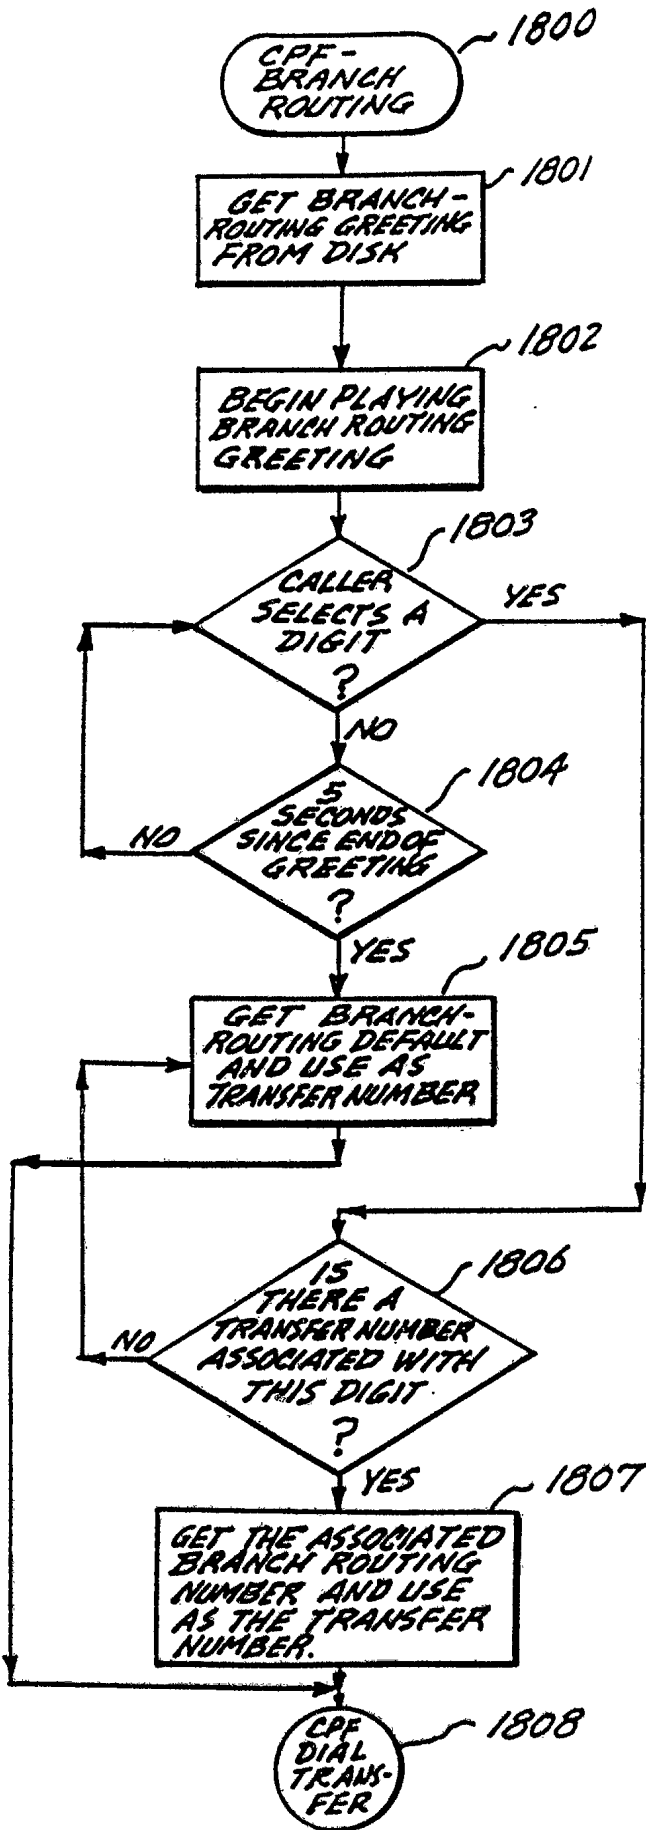 1800
CPF-
BRANCH
ROUTING
1801
GET BRANCH-
ROUTING GREETING
FROM DISK
1802
BEGIN PLAYING
BRANCH ROUTING
GREETING
1803
CALLER
SELECTS A
DIGIT
?
YES
NO
1804
5
SECONDS
SINCE END OF
GREETING
?
NO
YES
1805
GET BRANCH-
ROUTING DEFAULT
AND USE AS
TRANSFER NUMBER
1806
IS
THERE A
TRANSFER NUMBER
ASSOCIATED WITH
THIS DIGIT
?
NO
YES
1807
GET THE ASSOCIATED
BRANCH ROUTING
NUMBER AND USE
AS THE TRANSFER
NUMBER.
1808
CPF
DIAL
TRANS-
FER